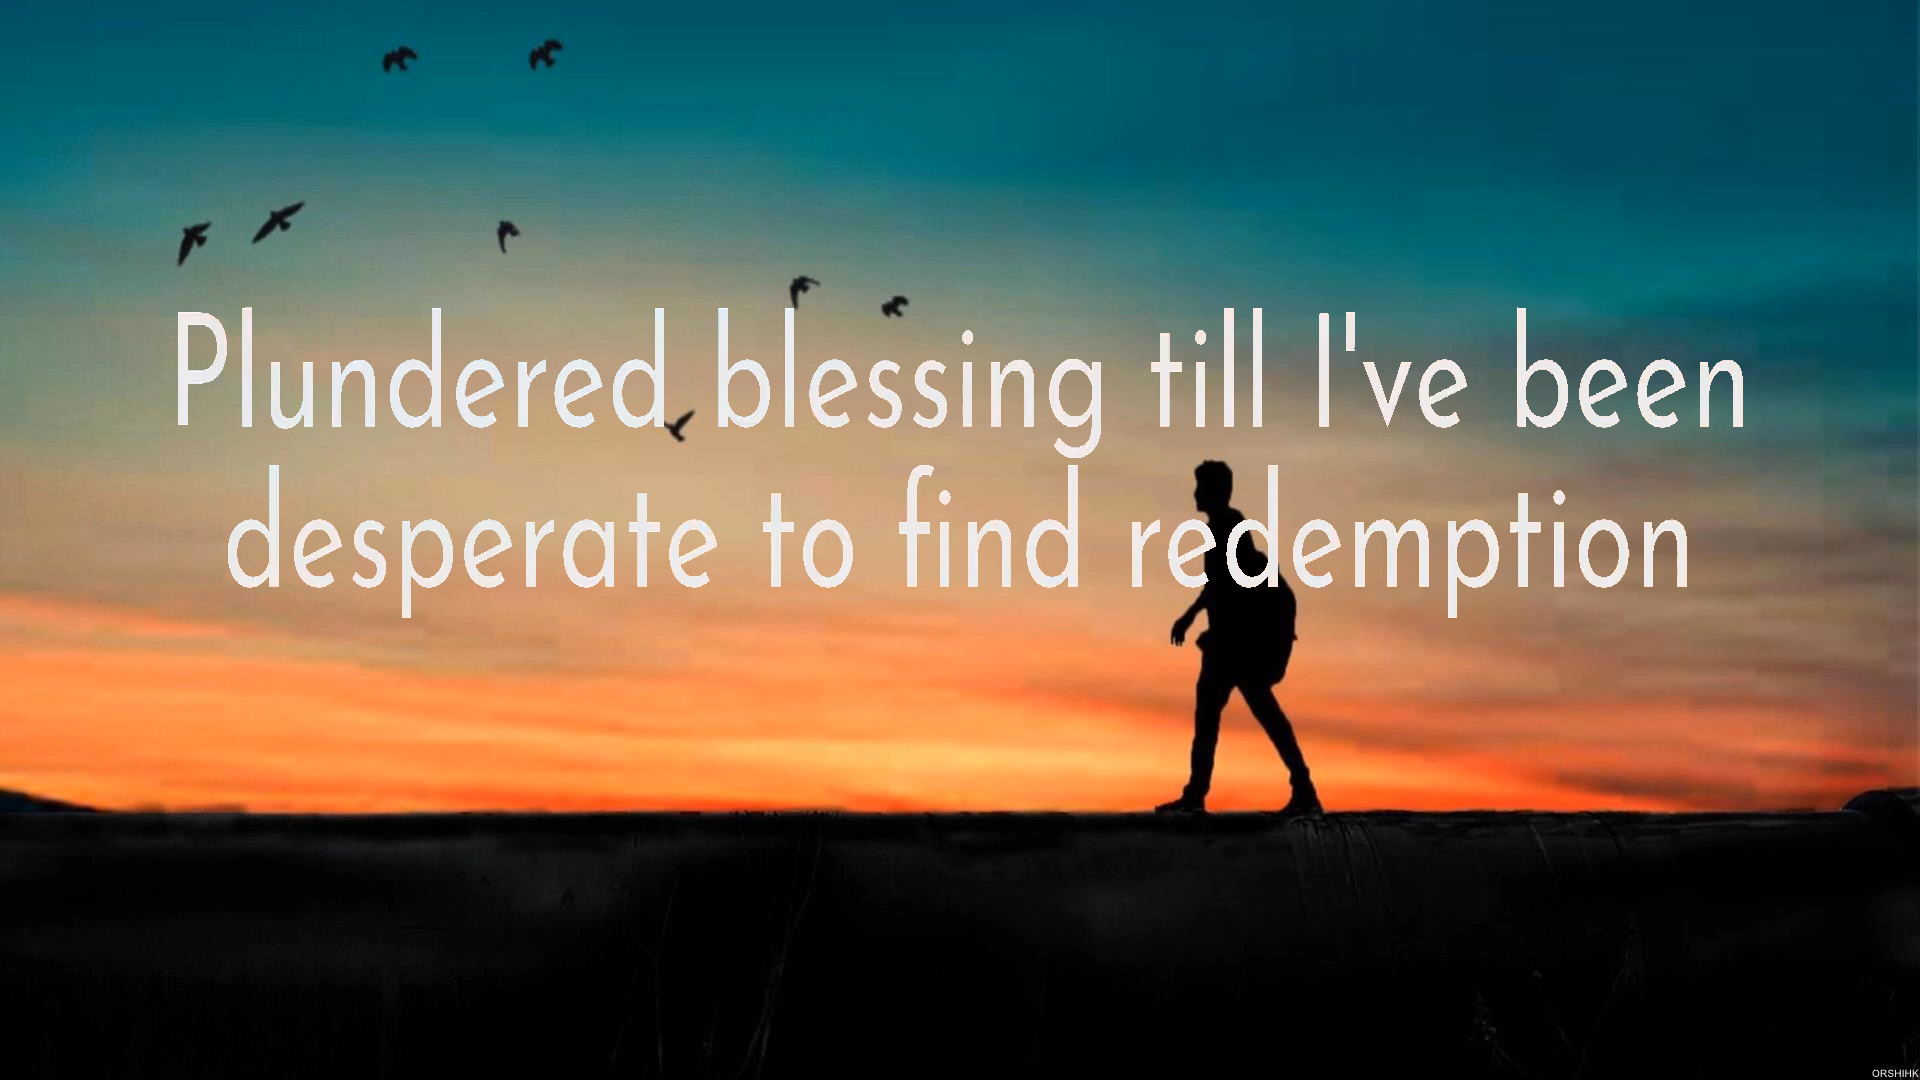 Plundered blessing till I've been
desperate to find redemption
ORSHIHK